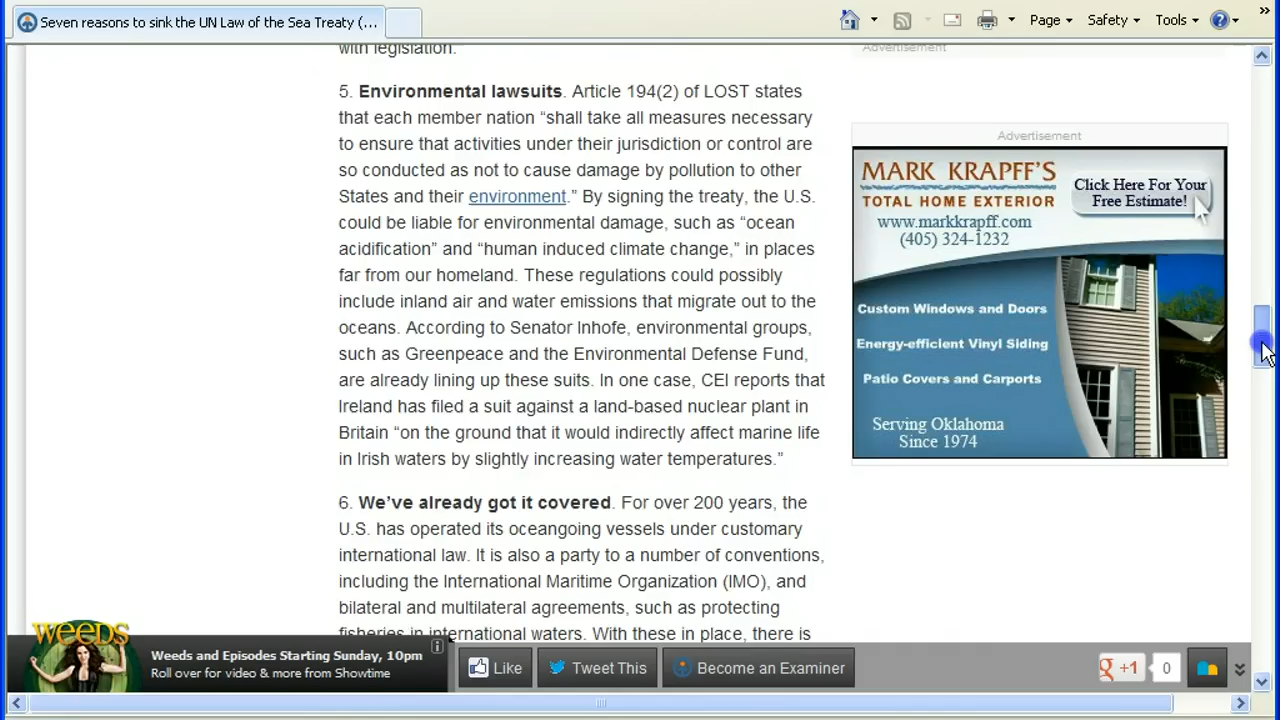 Seven reasons to sink the UN Law of the Sea Treaty (...
Page
Safety
Tools
with legislation.
Advertisement
5. Environmental lawsuits. Article 194(2) of LOST states
that each member nation “shall take all measures necessary
to ensure that activities under their jurisdiction or control are
so conducted as not to cause damage by pollution to other
States and their environment.” By signing the treaty, the U.S.
could be liable for environmental damage, such as “ocean
acidification” and “human induced climate change,” in places
far from our homeland. These regulations could possibly
include inland air and water emissions that migrate out to the
oceans. According to Senator Inhofe, environmental groups,
such as Greenpeace and the Environmental Defense Fund,
are already lining up these suits. In one case, CEI reports that
Ireland has filed a suit against a land-based nuclear plant in
Britain “on the ground that it would indirectly affect marine life
in Irish waters by slightly increasing water temperatures.”
6. We’ve already got it covered. For over 200 years, the
U.S. has operated its oceangoing vessels under customary
international law. It is also a party to a number of conventions,
including the International Maritime Organization (IMO), and
bilateral and multilateral agreements, such as protecting
fisheries in international waters. With these in place, there is
Advertisement
MARK KRAPFF'S
TOTAL HOME EXTERIOR
www.markkrapff.com
(405) 324-1232
Click Here For Your
Free Estimate!
Custom Windows and Doors
Energy-efficient Vinyl Siding
Patio Covers and Carports
Serving Oklahoma
Since 1974
WEEDS
Weeds and Episodes Starting Sunday, 10pm
Roll over for video & more from Showtime
Like
Tweet This
Become an Examiner
g +1
0